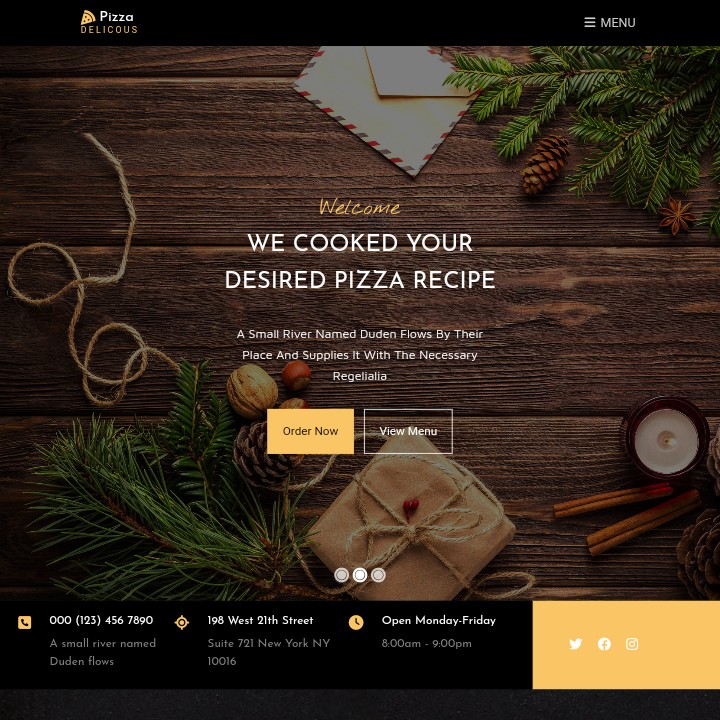 Pizza
DELICOUS
MENU
Welcome
WE COOKED YOUR
DESIRED PIZZA RECIPE
A Small River Named Duden Flows By Their
Place And Supplies It With The Necessary
Regelialia.
Order Now
View Menu
000 (123) 456 7890
A small river named
Duden flows
198 West 21th Street
Suite 721 New York NY
10016
Open Monday-Friday
8:00am - 9:00pm